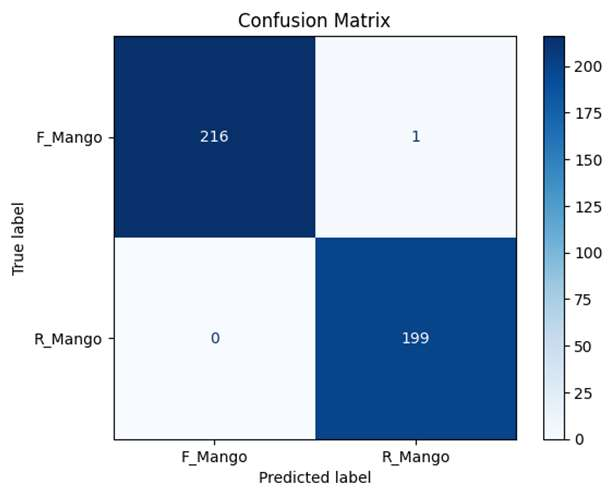 Confusion Matrix
True label
F_Mango
R_Mango
216
1
0
199
F_Mango
R_Mango
Predicted label
200
175
150
125
100
75
50
25
0